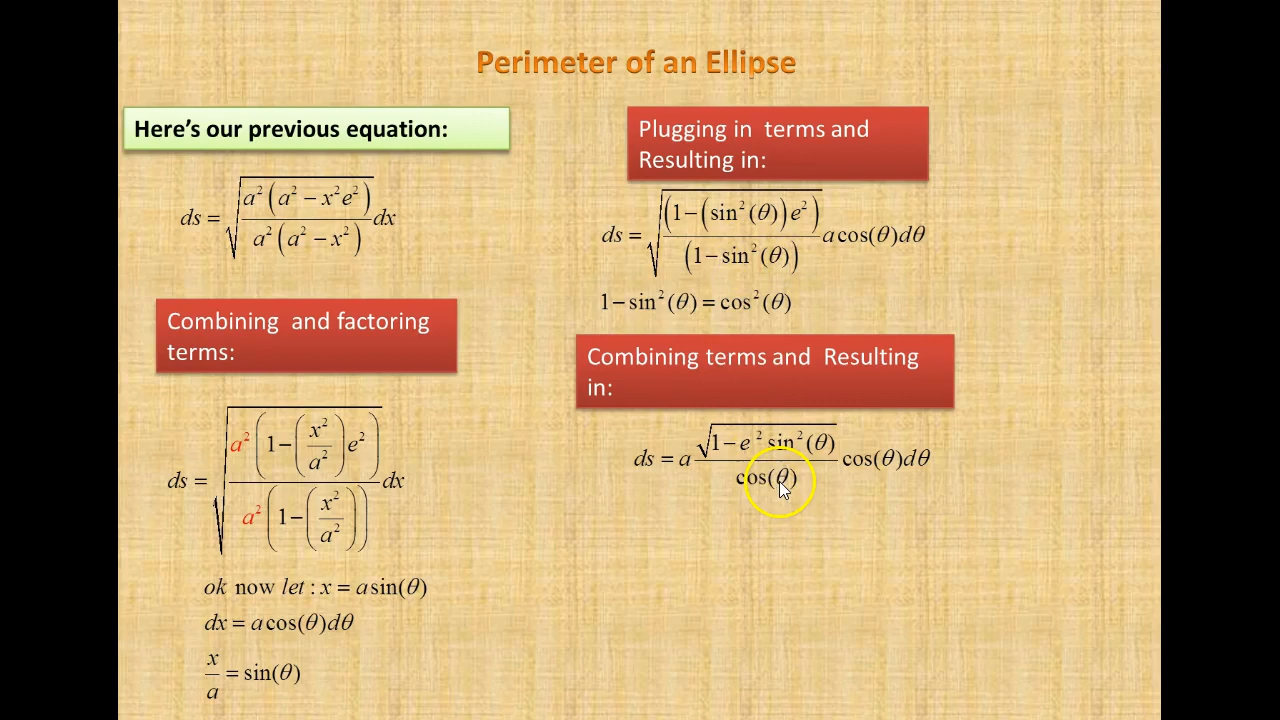 Perimeter of an Ellipse
Here's our previous equation:
ds = √(a²(a² − x²e²) / a²(a² − x²)) dx
Combining and factoring
terms:
ds = √(a²(1−(x²/a²)e²) / a²(1−(x²/a²))) dx
ok now let : x = a sin(θ)
dx = a cos(θ)dθ
x/a = sin(θ)
Plugging in terms and
Resulting in:
ds = √((1−(sin²(θ))e²) / (1−sin²(θ))) a cos(θ)dθ
1−sin²(θ) = cos²(θ)
Combining terms and Resulting
in:
ds = a √(1−e² sin²(θ)) / cos(θ) cos(θ)dθ